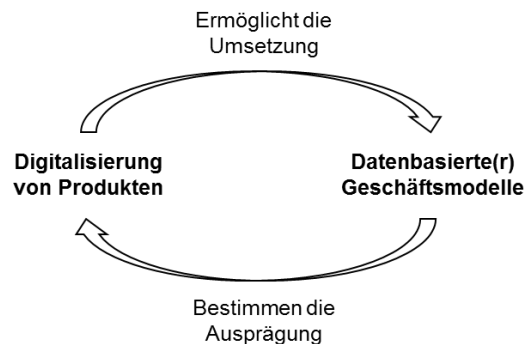 Ermöglicht die
Umsetzung
Digitalisierung
von Produkten
Datenbasierte(r)
Geschäftsmodelle
Bestimmen die
Ausprägung